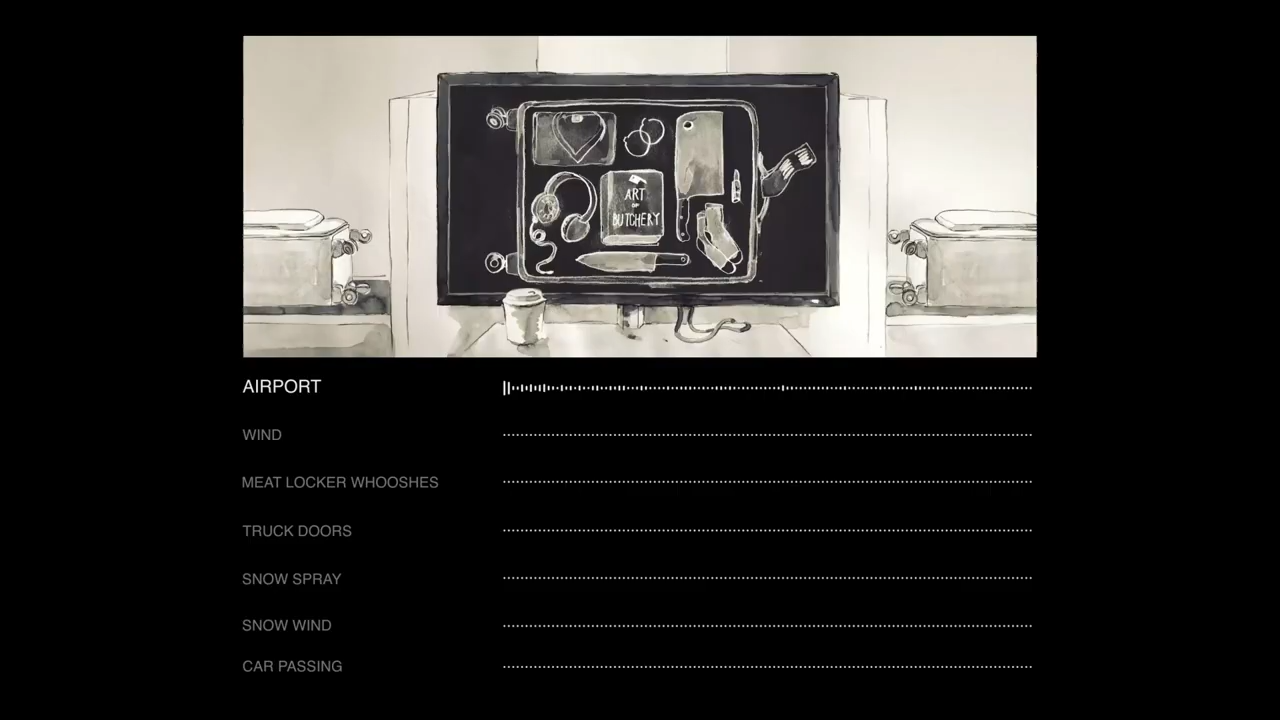 ART
OF
BUTCHERY
AIRPORT
WIND
MEAT LOCKER WHOOSHES
TRUCK DOORS
SNOW SPRAY
SNOW WIND
CAR PASSING